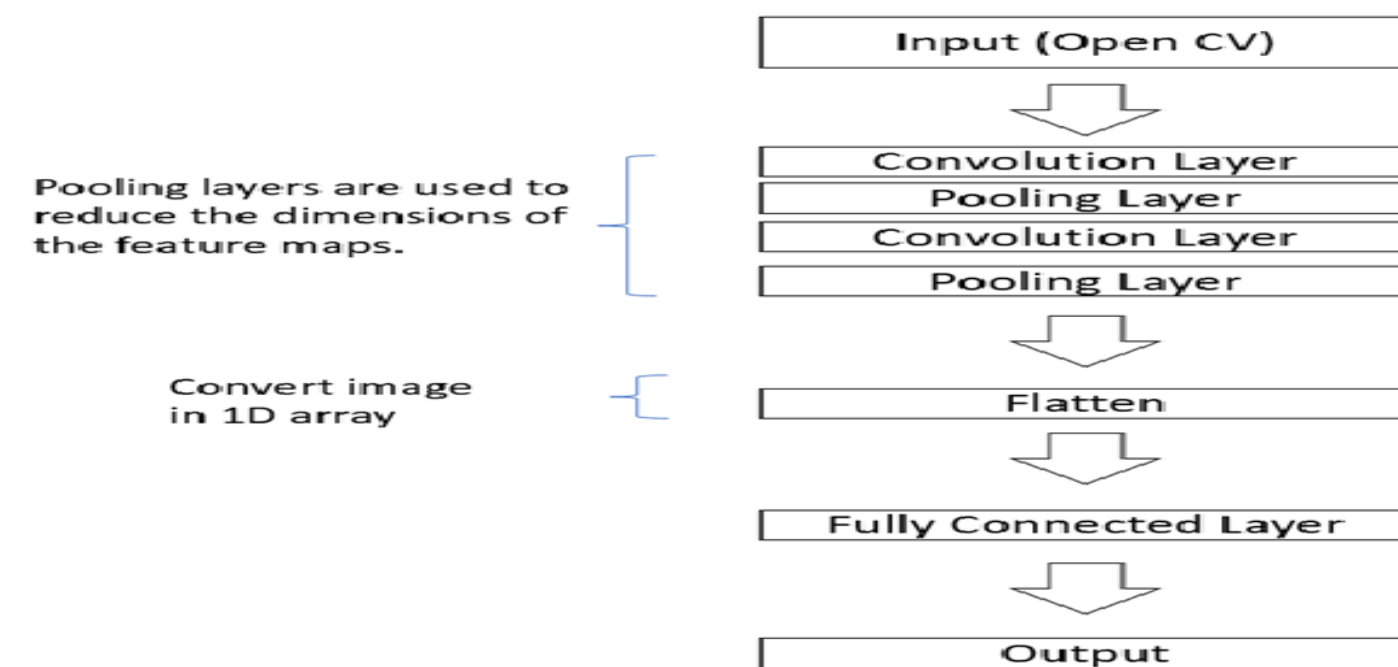 Input (Open CV)
Convolution Layer
Pooling Layer
Convolution Layer
Pooling Layer
Pooling layers are used to
reduce the dimensions of
the feature maps.
Flatten
Convert image
in 1D array
Fully Connected Layer
Output